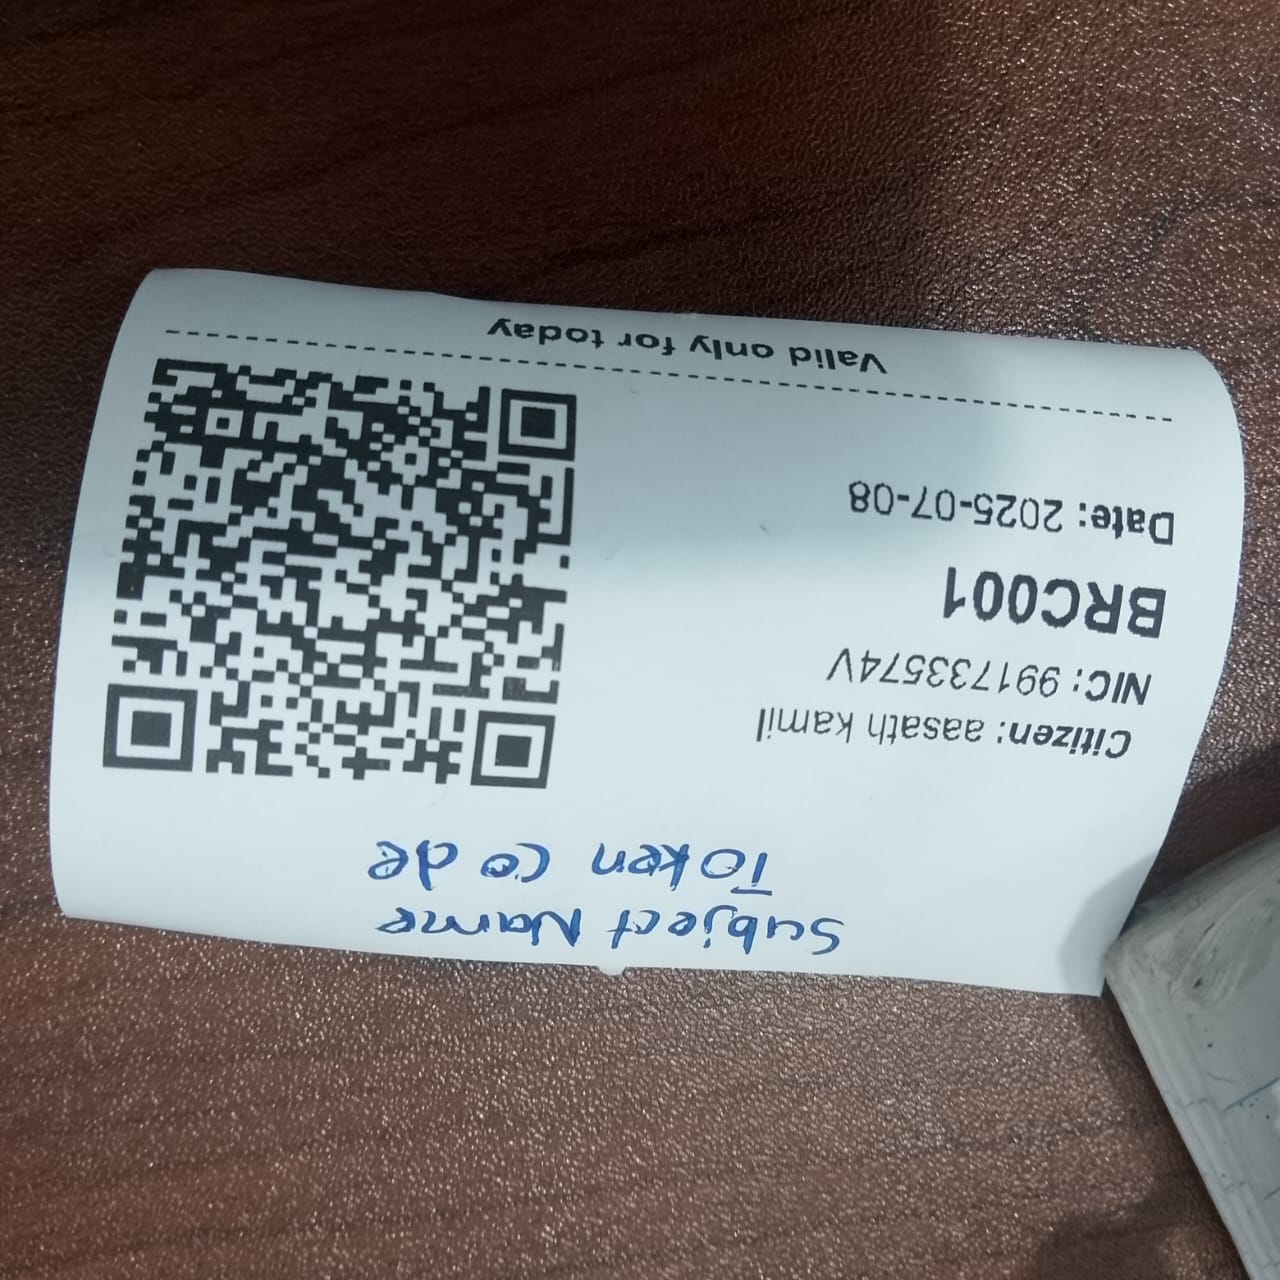 Subject Name
Token Code
Citizen: aasath kamil
NIC: 991733574V
BRC001
Date: 2025-07-08
Valid only for today